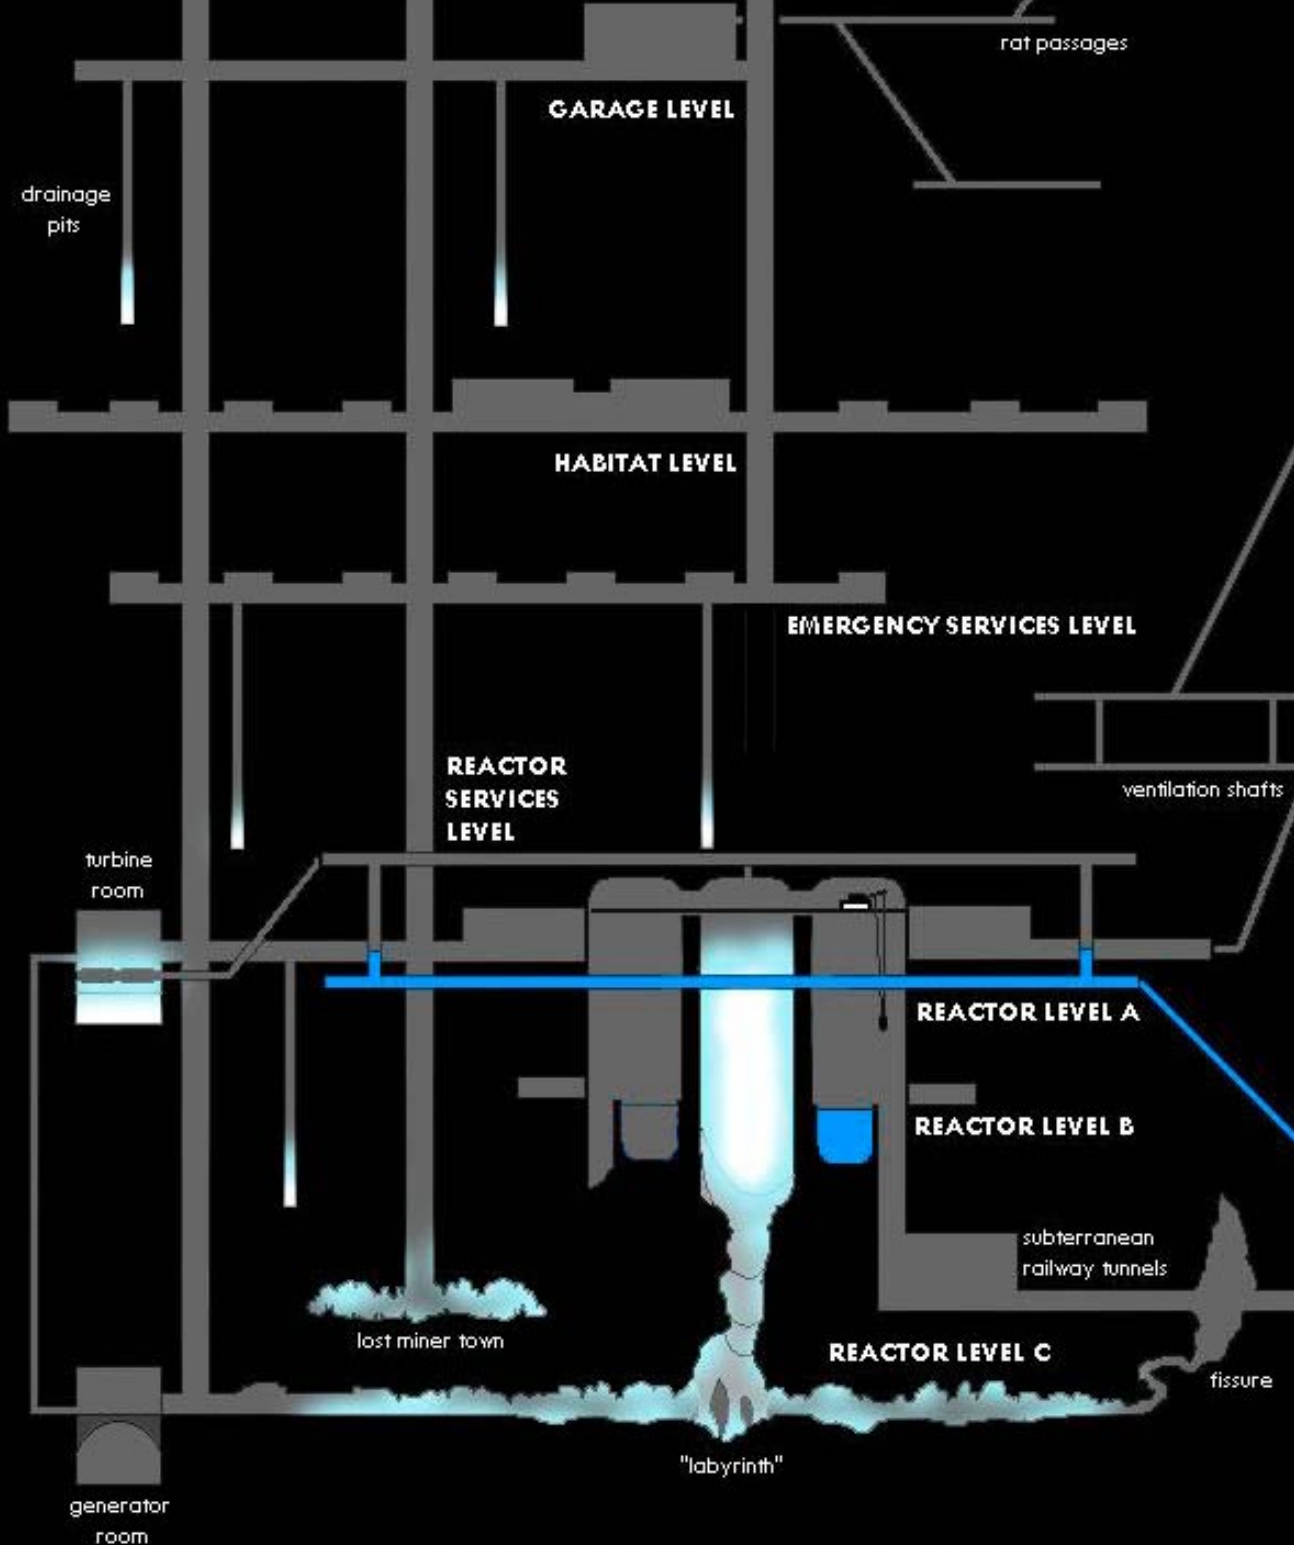 rat passages
GARAGE LEVEL
drainage
pits
HABITAT LEVEL
EMERGENCY SERVICES LEVEL
REACTOR
SERVICES
LEVEL
ventilation shafts
turbine
room
REACTOR LEVEL A
REACTOR LEVEL B
subterranean
railway tunnels
lost miner town
REACTOR LEVEL C
fissure
"labyrinth"
generator
room